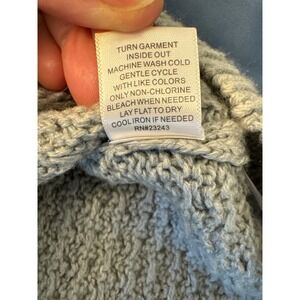 TURN GARMENT
INSIDE OUT
MACHINE WASH COLD
GENTLE CYCLE
WITH LIKE COLORS
ONLY NON-CHLORINE
BLEACH WHEN NEEDED
LAY FLAT TO DRY
COOL IRON IF NEEDED
RN#23243